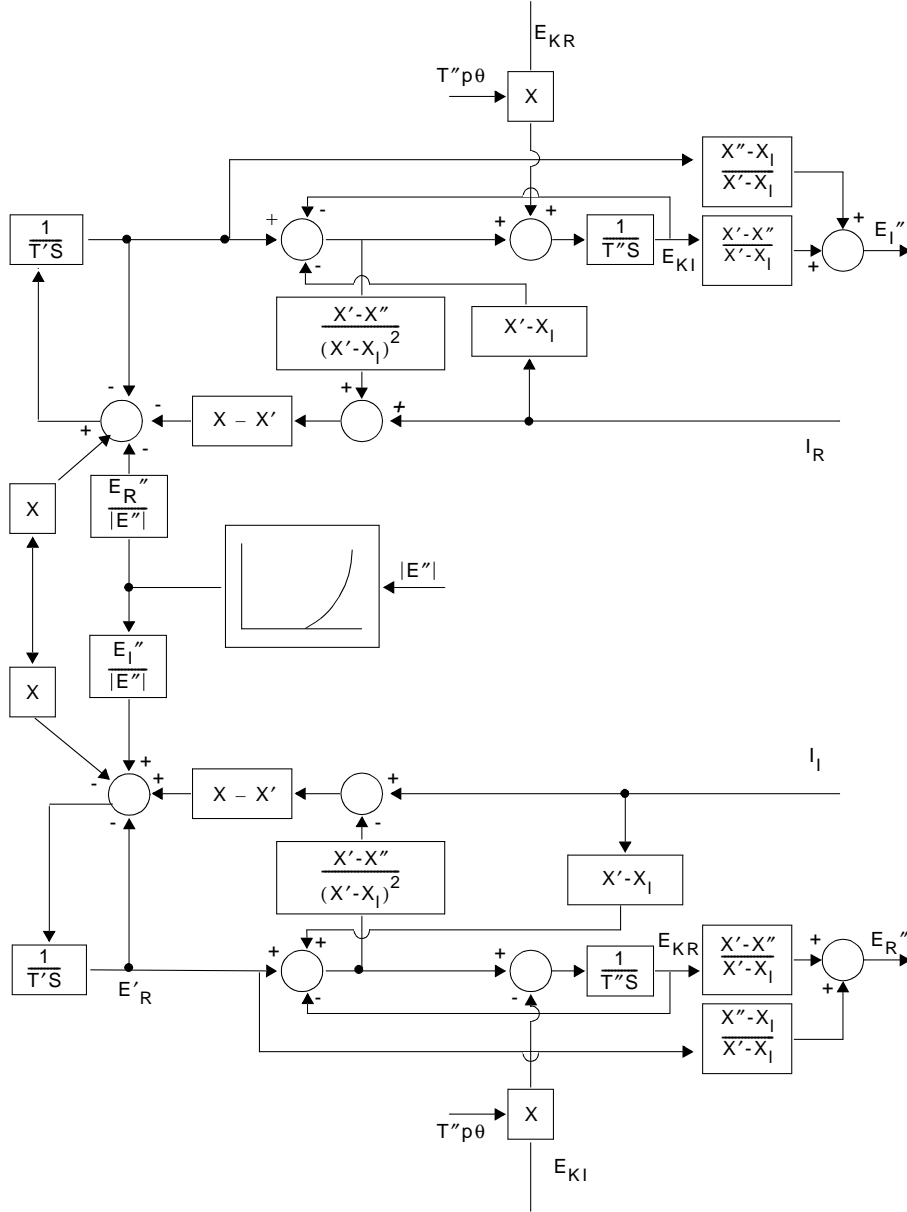 E_KR
T″pθ
X
X″-X_l
X′-X_l
+ - + + +
1
T′S
1
T″S
E_KI
X′-X″
X′-X_l
+
E_I″
-
X′-X″
(X′-X_l)²
X′-X_l
- + - X – X′ + +
-
I_R
X
E_R″
|E″|
|E″|
X
E_I″
|E″|
I_I
- + + X – X′ +
- -
X′-X″
(X′-X_l)²
X′-X_l
1
T′S
E′_R
+ + - + -
1
T″S
E_KR
X′-X″
X′-X_l
+ +
E_R″
X″-X_l
X′-X_l
X
T″pθ
E_KI